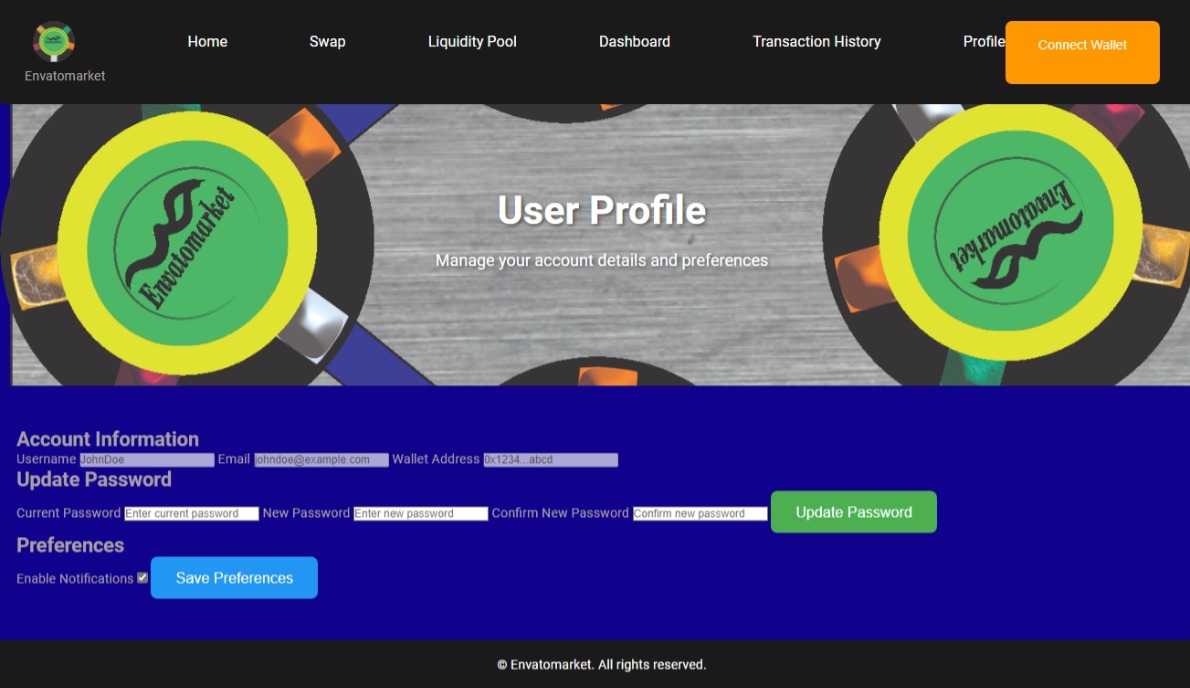 Home Swap Liquidity Pool Dashboard Transaction History Profile Connect Wallet
Envatomarket
Envatomarket
Envatomarket
User Profile
Manage your account details and preferences
Account Information
Username JohnDoe Email johndoe@example.com Wallet Address 0x1234...abcd
Update Password
Current Password Enter current password New Password Enter new password Confirm New Password Confirm new password Update Password
Preferences
Enable Notifications Save Preferences
© Envatomarket. All rights reserved.